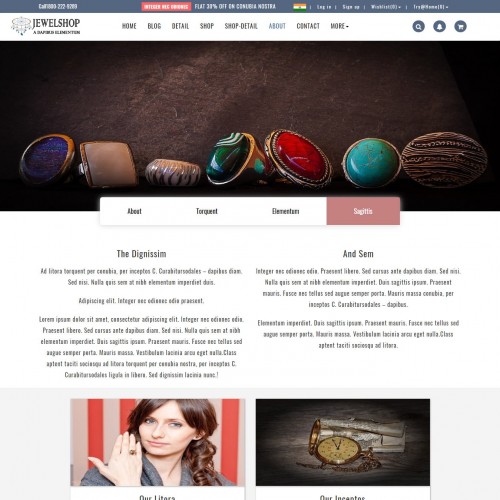 Call1800-222-9289
INTEGER NEC ODIONEE FLAT 30% OFF ON CONUBIA NOSTRA
| Log in | Sign up | Wishlist(0)
JEWELSHOP
A DAPIBUS ELEMENTUM
HOME BLOG DETAIL SHOP SHOP-DETAIL ABOUT CONTACT MORE
About Torquent Elementum Sagittis
The Dignissim
Ad litora torquent per conubia, per inceptos C. Curabitursodales – dapibus diam.
Sed nisi. Nulla quis sem at nibh elementum imperdiet duis.
Adipiscing elit. Integer nec odionec odio praesent.
Lorem ipsum dolor sit amet, consectetur adipiscing elit. Integer nec odionec odio.
Praesent libero. Sed cursus ante dapibus diam. Sed nisi. Nulla quis sem at nibh
elementum imperdiet. Duis sagittis ipsum. Praesent mauris. Fusce nec tellus sed
augue semper porta. Mauris massa. Vestibulum lacinia arcu eget nulla.Class
aptent taciti sociosqu ad litora torquent per conubia nostra, per inceptos C.
Curabitursodales ligula in libero. Sed dignissim lacinia nunc.!
And Sem
Integer nec odionec odio. Praesent libero. Sed cursus ante dapibus diam. Sed nisi.
Nulla quis sem at nibh elementum imperdiet. Duis sagittis ipsum. Praesent
mauris. Fusce nec tellus sed augue semper porta. Mauris massa conubia, per
inceptos C. Curabitursodales – dapibus.
Elementum imperdiet. Duis sagittis ipsum. Praesent mauris. Fusce nec tellus sed
augue semper porta. Mauris massa. Vestibulum lacinia arcu eget nulla.Class
aptent taciti sociosqu ad litora.
Our Litora
Our Inceptos